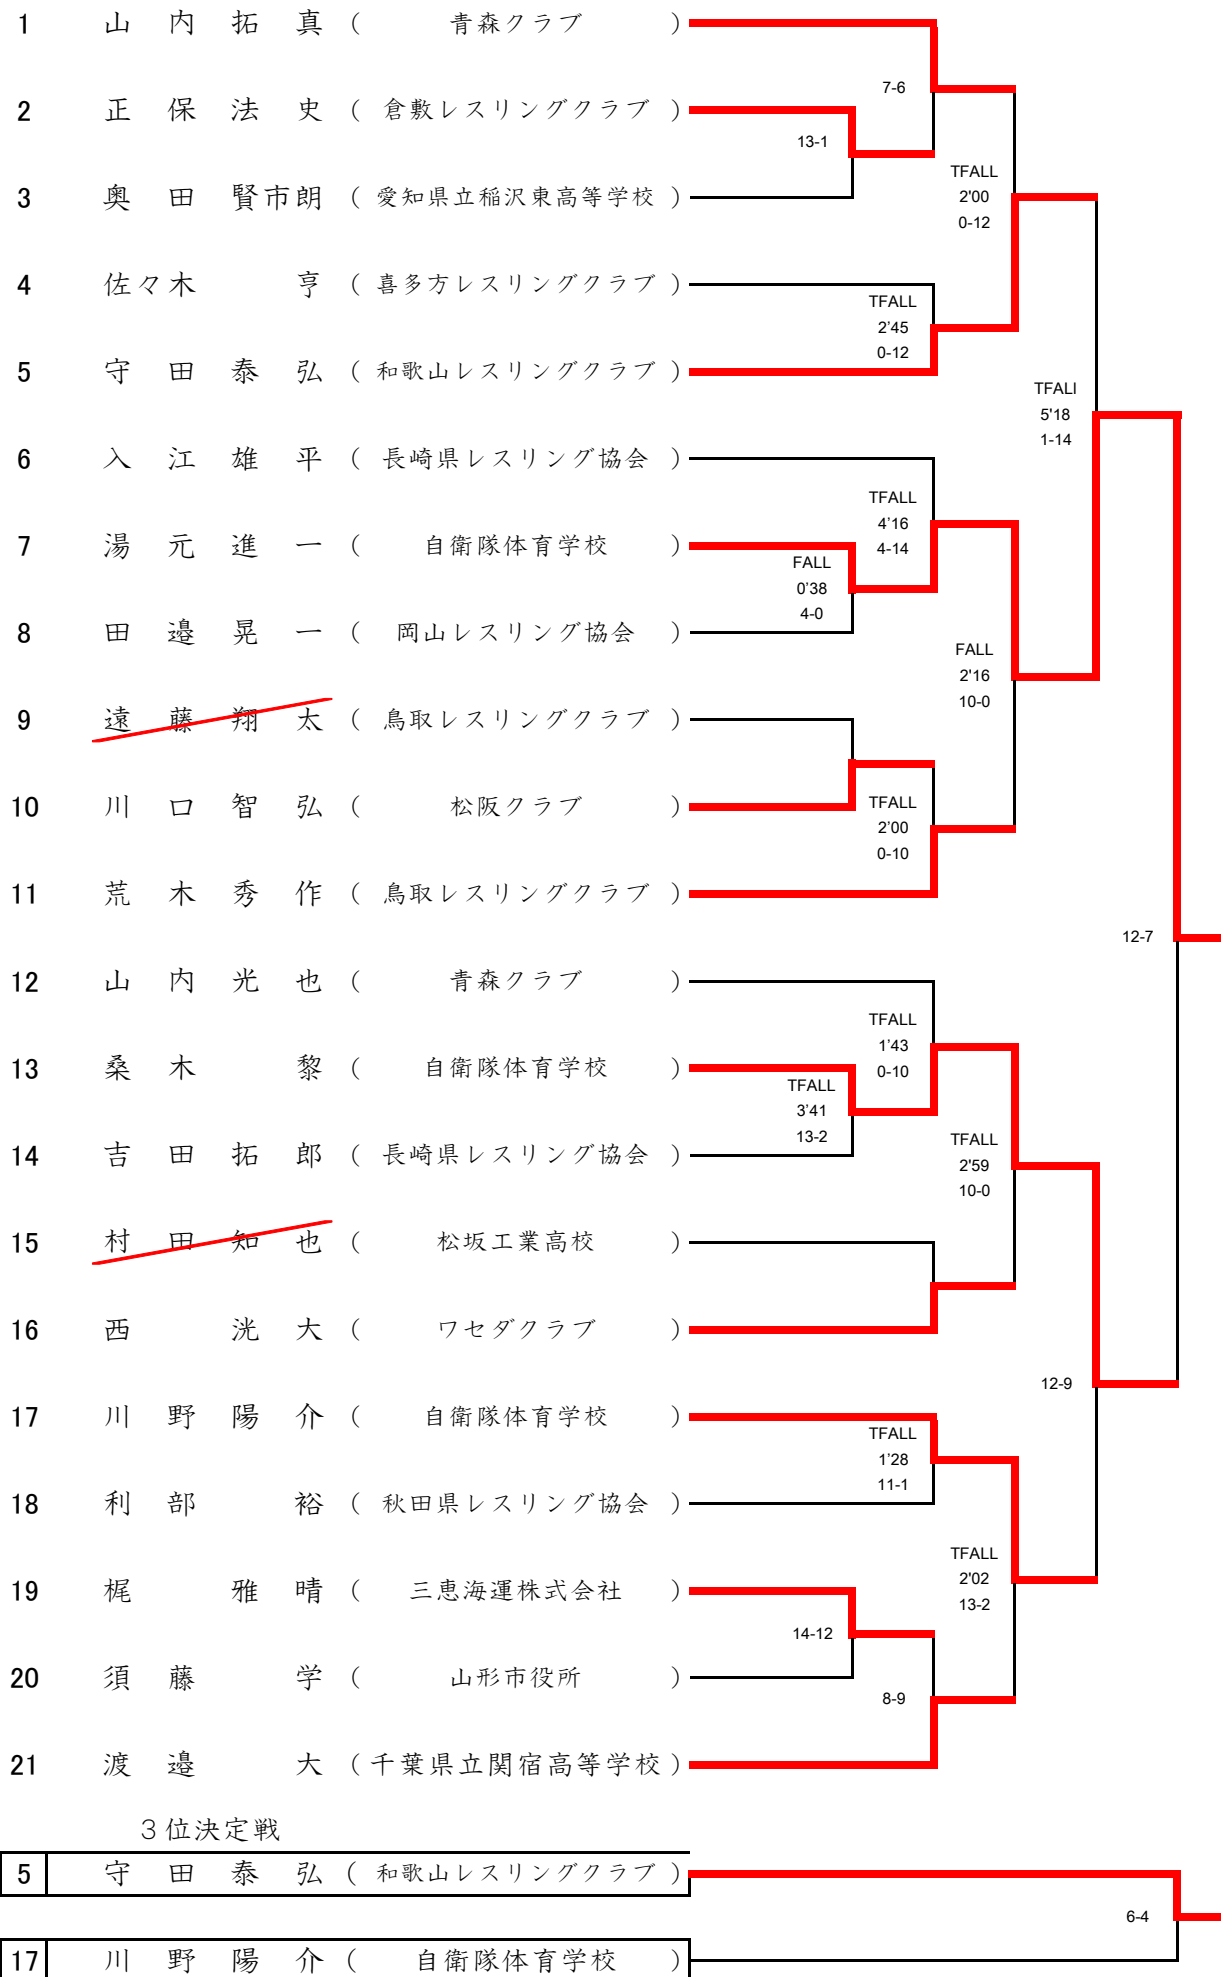 1 山内拓真 ( 青森クラブ )
7-6
2 正保法史 ( 倉敷レスリングクラブ )
13-1
TFALL
2'00
0-12
3 奥田賢市朗 ( 愛知県立稲沢東高等学校 )
4 佐々木亨 ( 喜多方レスリングクラブ )
TFALL
2'45
0-12
5 守田泰弘 ( 和歌山レスリングクラブ )
TFALI
5'18
1-14
6 入江雄平 ( 長崎県レスリング協会 )
TFALL
4'16
4-14
7 湯元進一 ( 自衛隊体育学校 )
FALL
0'38
4-0
8 田邉晃一 ( 岡山レスリング協会 )
FALL
2'16
10-0
9 遠藤翔太 ( 鳥取レスリングクラブ )
10 川口智弘 ( 松阪クラブ )
TFALL
2'00
0-10
11 荒木秀作 ( 鳥取レスリングクラブ )
12-7
12 山内光也 ( 青森クラブ )
TFALL
1'43
0-10
13 桑木黎 ( 自衛隊体育学校 )
TFALL
3'41
13-2
14 吉田拓郎 ( 長崎県レスリング協会 )
TFALL
2'59
10-0
15 村田知也 ( 松坂工業高校 )
16 西洸大 ( ワセダクラブ )
12-9
17 川野陽介 ( 自衛隊体育学校 )
TFALL
1'28
11-1
18 利部裕 ( 秋田県レスリング協会 )
TFALL
2'02
13-2
19 梶雅晴 ( 三恵海運株式会社 )
14-12
20 須藤学 ( 山形市役所 )
8-9
21 渡邉大 ( 千葉県立関宿高等学校 )
3位決定戦
5 守田泰弘 ( 和歌山レスリングクラブ )
6-4
17 川野陽介 ( 自衛隊体育学校 )